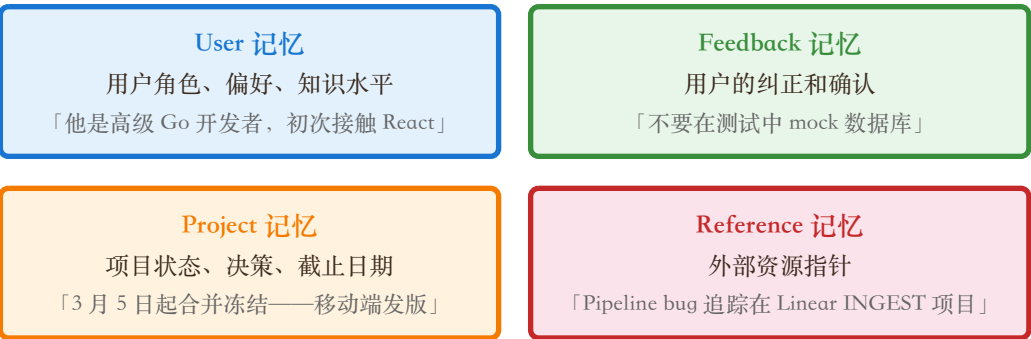 User 记忆
用户角色、偏好、知识水平
「他是高级 Go 开发者，初次接触 React」
Feedback 记忆
用户的纠正和确认
「不要在测试中 mock 数据库」
Project 记忆
项目状态、决策、截止日期
「3 月 5 日起合并冻结——移动端发版」
Reference 记忆
外部资源指针
「Pipeline bug 追踪在 Linear INGEST 项目」